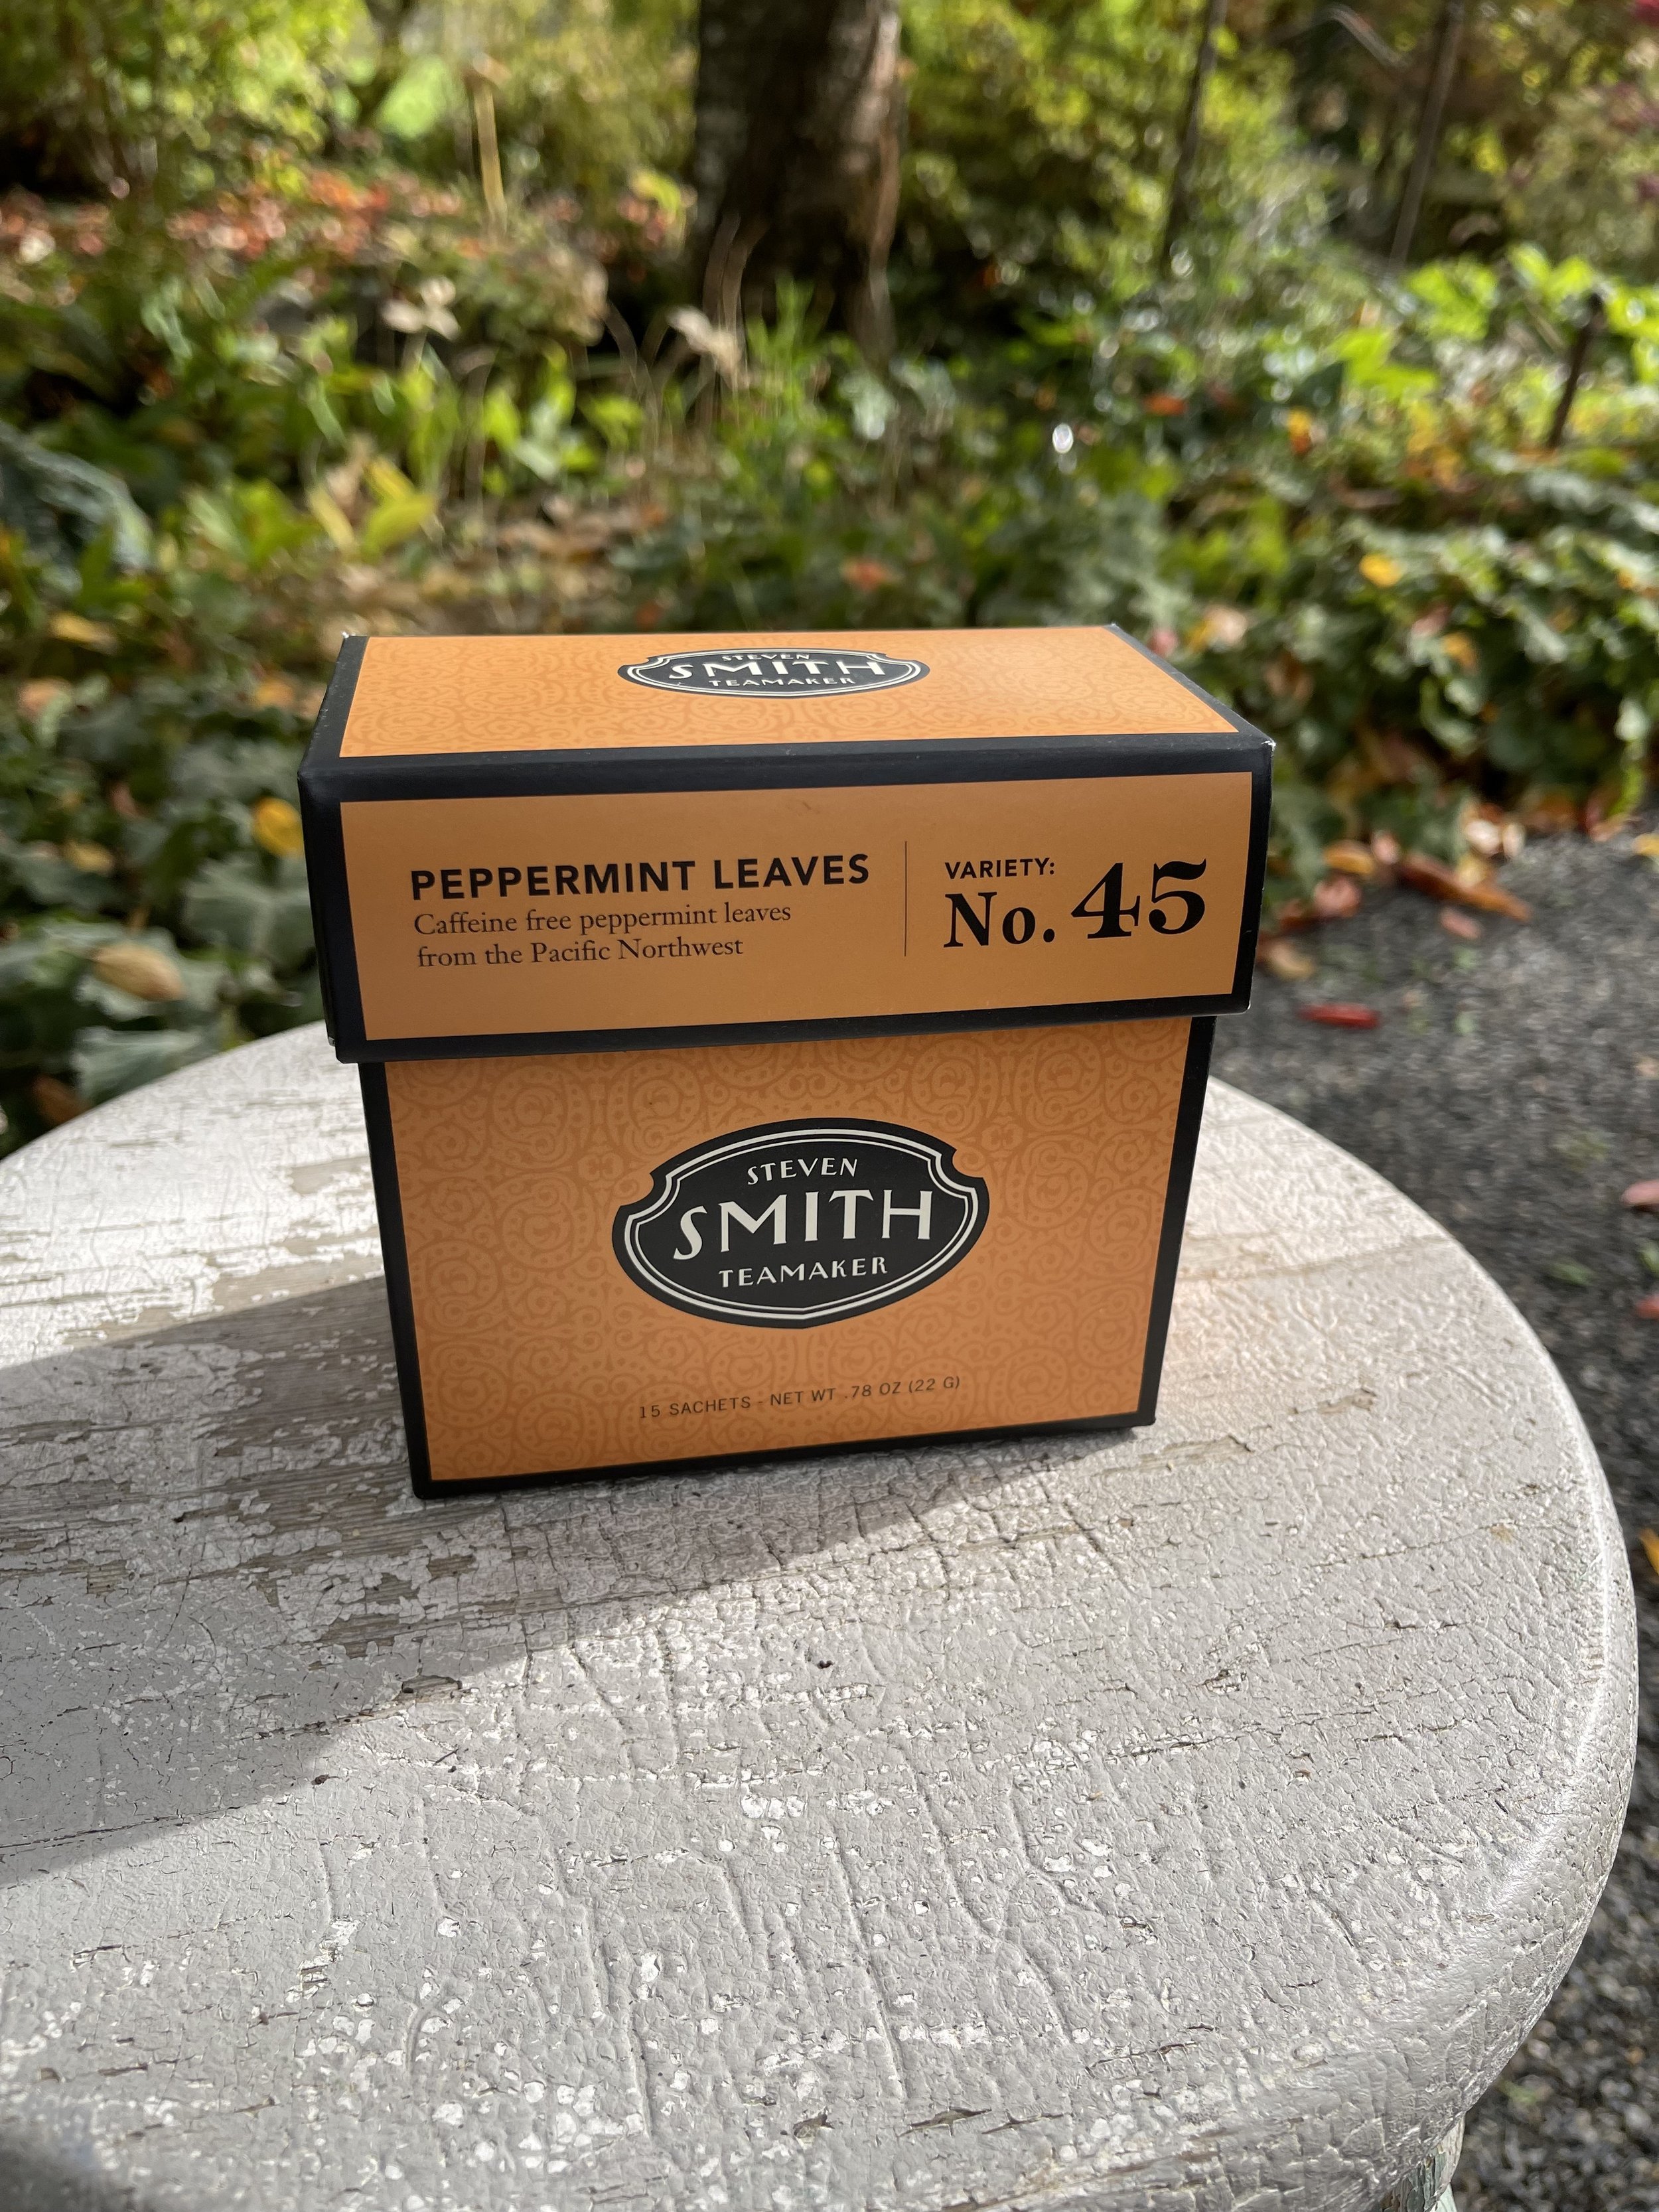 STEVEN
SMITH
TEAMAKER
PEPPERMINT LEAVES
Caffeine free peppermint leaves
from the Pacific Northwest
VARIETY:
No. 45
STEVEN
SMITH
TEAMAKER
15 SACHETS - NET WT .78 OZ (22 G)